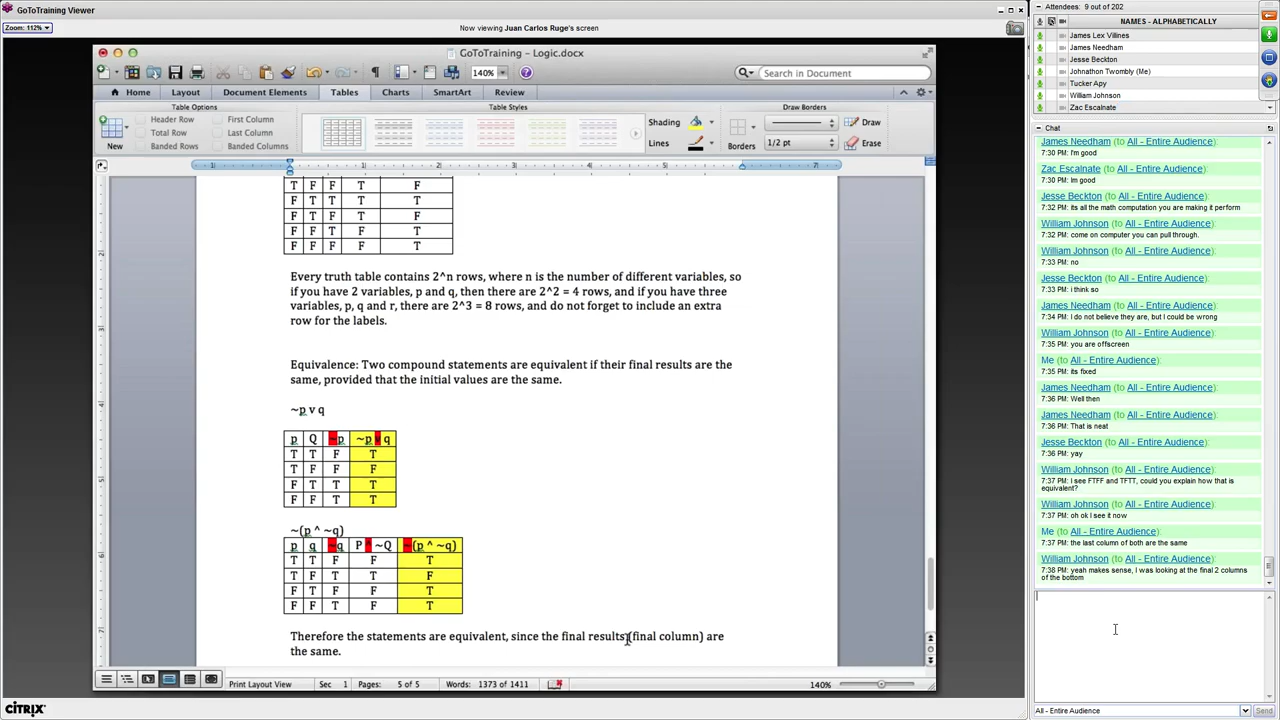 GoToTraining Viewer
Zoom: 112%
Now viewing Juan Carlos Ruge's screen
GoToTraining – Logic.docx
140%
Search in Document
Home Layout Document Elements Tables Charts SmartArt Review
Table Options Table Styles Draw Borders
New
Header Row First Column
Total Row Last Column
Banded Rows Banded Columns
Shading
Lines
Borders
Draw
1/2 pt Erase
T F F T F
F T T T T
F T F T F
F F T F T
F F F F T
Every truth table contains 2^n rows, where n is the number of different variables, so
if you have 2 variables, p and q, then there are 2^2 = 4 rows, and if you have three
variables, p, q and r, there are 2^3 = 8 rows, and do not forget to include an extra
row for the labels.
Equivalence: Two compound statements are equivalent if their final results are the
same, provided that the initial values are the same.
~p v q
p Q ~p ~p v q
T T F T
T F F F
F T T T
F F T T
~(p ^ ~q)
p q ~q P ^ ~Q ~(p ^ ~q)
T T F F T
T F T T F
F T F F T
F F T F T
Therefore the statements are equivalent, since the final results (final column) are
the same.
Print Layout View Sec 1 Pages: 5 of 5 Words: 1373 of 1411 140%
CITRIX
Attendees: 9 out of 202
NAMES - ALPHABETICALLY
James Lex Villines
James Needham
Jesse Beckton
Johnathon Twombly (Me)
Tucker Apy
William Johnson
Zac Escalnate
Chat
James Needham (to All - Entire Audience):
7:30 PM: I'm good
Zac Escalnate (to All - Entire Audience):
7:30 PM: Im good
Jesse Beckton (to All - Entire Audience):
7:32 PM: its all the math computation you are making it perform
William Johnson (to All - Entire Audience):
7:32 PM: come on computer you can pull through.
William Johnson (to All - Entire Audience):
7:33 PM: no
Jesse Beckton (to All - Entire Audience):
7:33 PM: i think so
James Needham (to All - Entire Audience):
7:34 PM: I do not believe they are, but I could be wrong
William Johnson (to All - Entire Audience):
7:35 PM: you are offscreen
Me (to All - Entire Audience):
7:35 PM: its fixed
James Needham (to All - Entire Audience):
7:36 PM: Well then
James Needham (to All - Entire Audience):
7:36 PM: That is neat
Jesse Beckton (to All - Entire Audience):
7:36 PM: yay
William Johnson (to All - Entire Audience):
7:37 PM: I see FTFF and TFTT, could you explain how that is
equivalent?
William Johnson (to All - Entire Audience):
7:37 PM: oh ok I see it now
Me (to All - Entire Audience):
7:37 PM: the last column of both are the same
William Johnson (to All - Entire Audience):
7:38 PM: yeah makes sense, I was looking at the final 2 columns
of the bottom
All - Entire Audience
Send